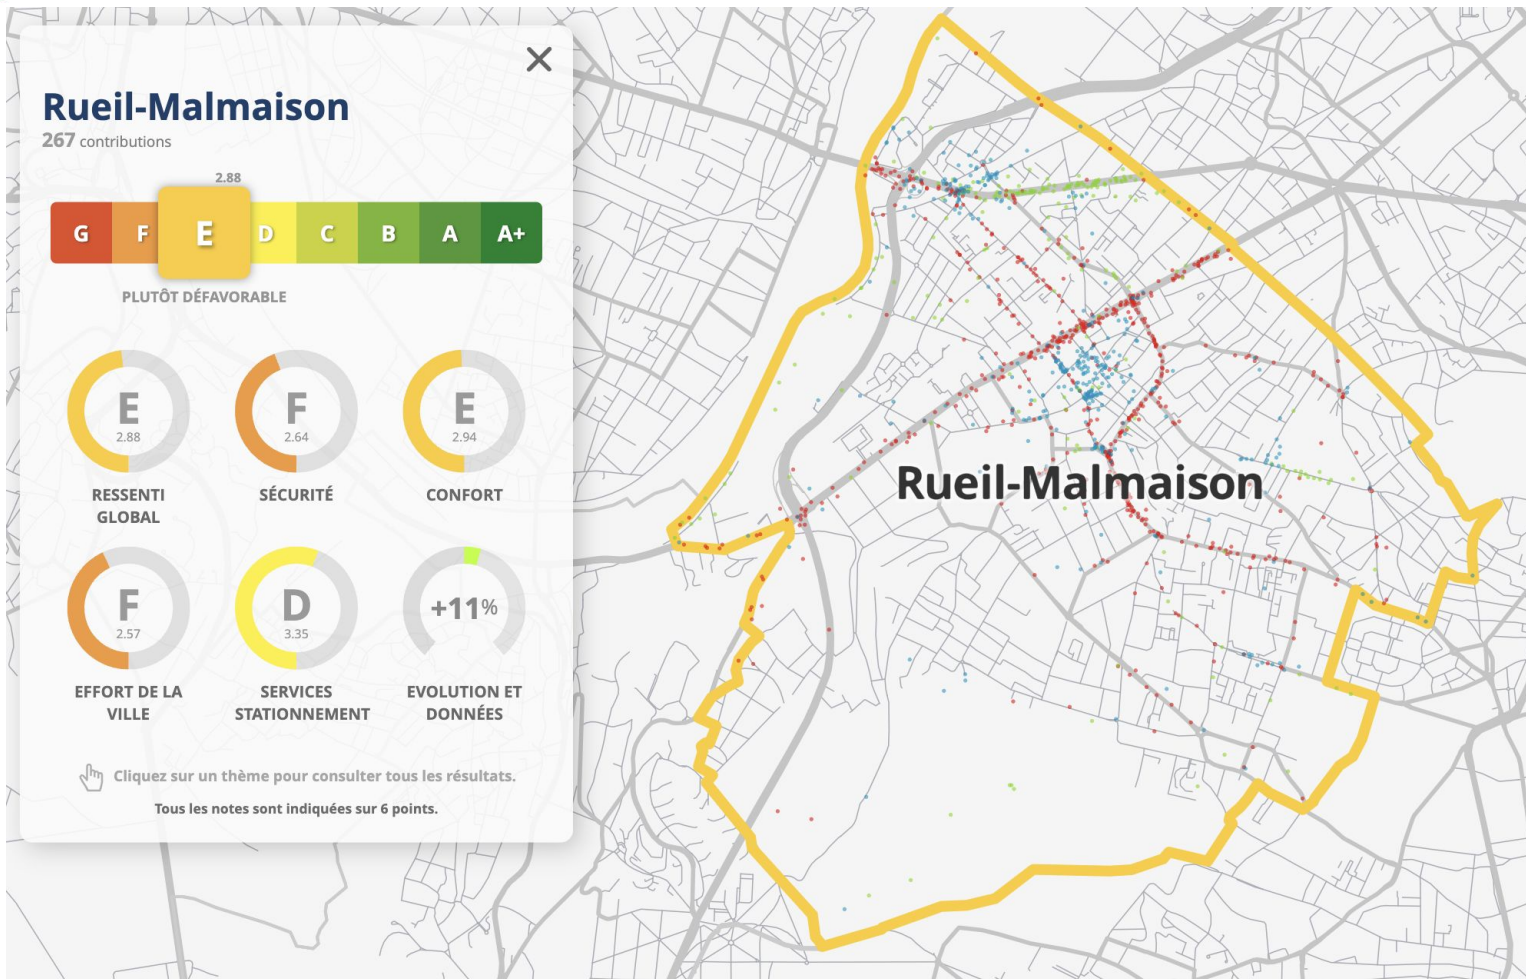 Rueil-Malmaison
267 contributions
2.88
G F E D C B A A+
PLUTÔT DÉFAVORABLE
E
2.88
RESSENTI
GLOBAL
F
2.64
SÉCURITÉ
E
2.94
CONFORT
F
2.57
EFFORT DE LA
VILLE
D
3.35
SERVICES
STATIONNEMENT
+11%
EVOLUTION ET
DONNÉES
Cliquez sur un thème pour consulter tous les résultats.
Tous les notes sont indiquées sur 6 points.
Rueil-Malmaison